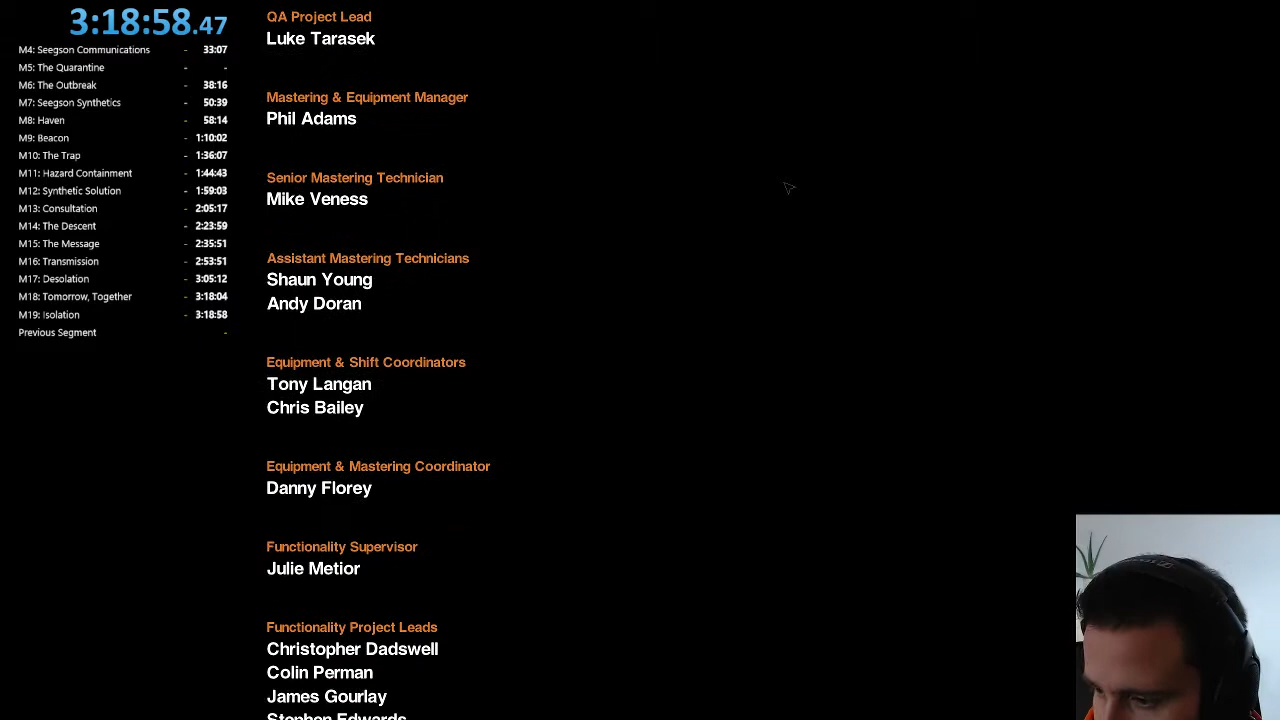 3:18:58.47
M4: Seegson Communications - 33:07
M5: The Quarantine - -
M6: The Outbreak - 38:16
M7: Seegson Synthetics - 50:39
M8: Haven - 58:14
M9: Beacon - 1:10:02
M10: The Trap - 1:36:07
M11: Hazard Containment - 1:44:43
M12: Synthetic Solution - 1:59:03
M13: Consultation - 2:05:17
M14: The Descent - 2:23:59
M15: The Message - 2:35:51
M16: Transmission - 2:53:51
M17: Desolation - 3:05:12
M18: Tomorrow, Together - 3:18:04
M19: Isolation - 3:18:58
Previous Segment -
QA Project Lead
Luke Tarasek
Mastering & Equipment Manager
Phil Adams
Senior Mastering Technician
Mike Veness
Assistant Mastering Technicians
Shaun Young
Andy Doran
Equipment & Shift Coordinators
Tony Langan
Chris Bailey
Equipment & Mastering Coordinator
Danny Florey
Functionality Supervisor
Julie Metior
Functionality Project Leads
Christopher Dadswell
Colin Perman
James Gourlay
Stephen Edwards